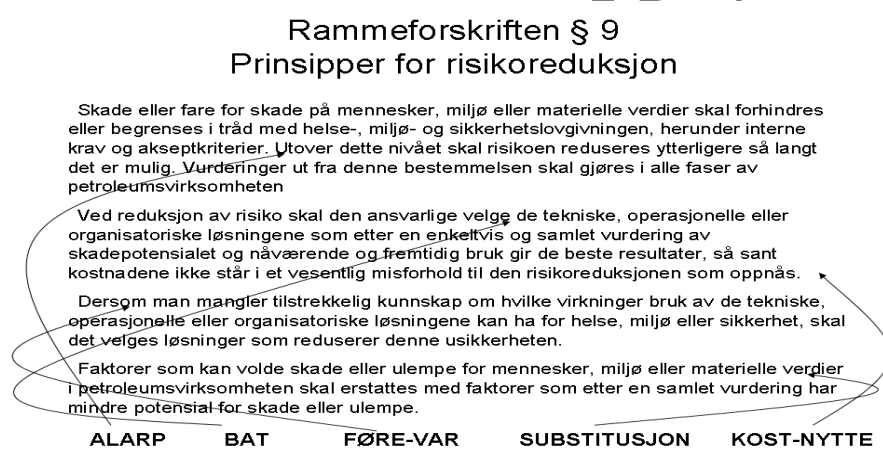 Rammeforskriften § 9
Prinsipper for risikoreduksjon
Skade eller fare for skade på mennesker, miljø eller materielle verdier skal forhindres
eller begrenses i tråd med helse-, miljø- og sikkerhetslovgivningen, herunder interne
krav og akseptkriterier. Utover dette nivået skal risikoen reduseres ytterligere så langt
det er mulig. Vurderinger ut fra denne bestemmelsen skal gjøres i alle faser av
petroleumsvirksomheten
Ved reduksjon av risiko skal den ansvarlige velge de tekniske, operasjonelle eller
organisatoriske løsningene som etter en enkeltvis og samlet vurdering av
skadepotensialet og nåværende og fremtidig bruk gir de beste resultater, så sant
kostnadene ikke står i et vesentlig misforhold til den risikoreduksjonen som oppnås.
Dersom man mangler tilstrekkelig kunnskap om hvilke virkninger bruk av de tekniske,
operasjonelle eller organisatoriske løsningene kan ha for helse, miljø eller sikkerhet, skal
det velges løsninger som reduserer denne usikkerheten.
Faktorer som kan volde skade eller ulempe for mennesker, miljø eller materielle verdier
i petroleumsvirksomheten skal erstattes med faktorer som etter en samlet vurdering har
mindre potensial for skade eller ulempe.
ALARP BAT FØRE-VAR SUBSTITUSJON KOST-NYTTE